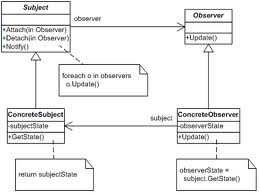 Subject
observer
Observer
+Attach(in Observer)
+Detach(in Observer)
+Notify()
+Update()
foreach o in observers
o.Update()
ConcreteSubject
subject
ConcreteObserver
-subjectState
-observerState
+GetState()
+Update()
return subjectState
observerState =
subject.GetState()